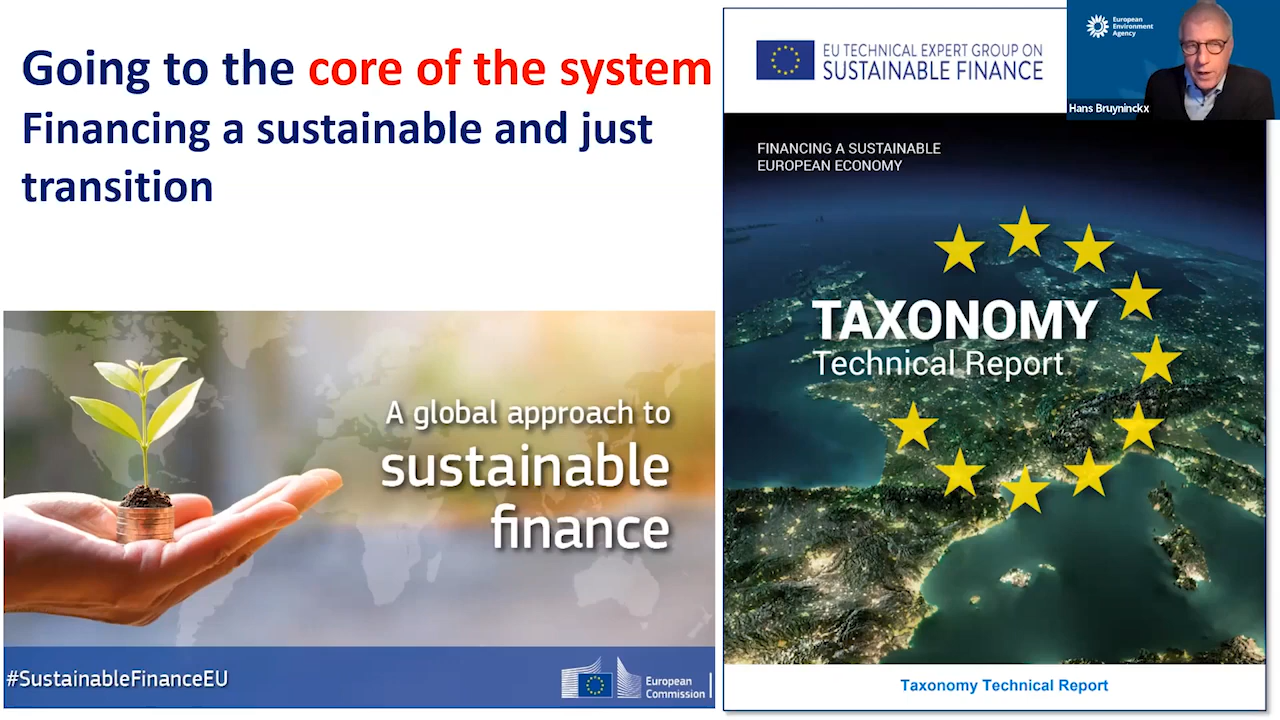 Going to the core of the system
Financing a sustainable and just
transition
A global approach to
sustainable
finance
#SustainableFinanceEU
European
Commission
EU TECHNICAL EXPERT GROUP ON
SUSTAINABLE FINANCE
FINANCING A SUSTAINABLE
EUROPEAN ECONOMY
TAXONOMY
Technical Report
Taxonomy Technical Report
European
Environment
Agency
Hans Bruyninckx